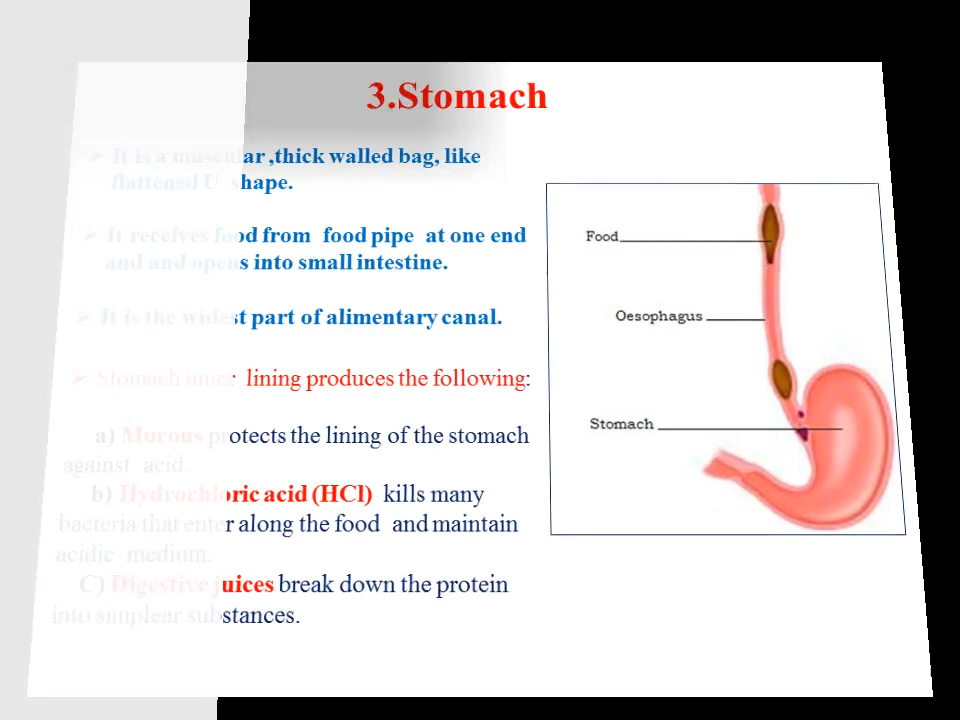 3.Stomach
➢ It is a muscular ,thick walled bag, like
flattened U shape.
➢ It receives food from food pipe at one end
and and opens into small intestine.
➢ It is the widest part of alimentary canal.
➢ Stomach inner lining produces the following:
a) Mucous protects the lining of the stomach
against acid.
b) Hydrochloric acid (HCl) kills many
bacteria that enter along the food and maintain
acidic medium.
C) Digestive juices break down the protein
into simplear substances.
Food
Oesophagus
Stomach